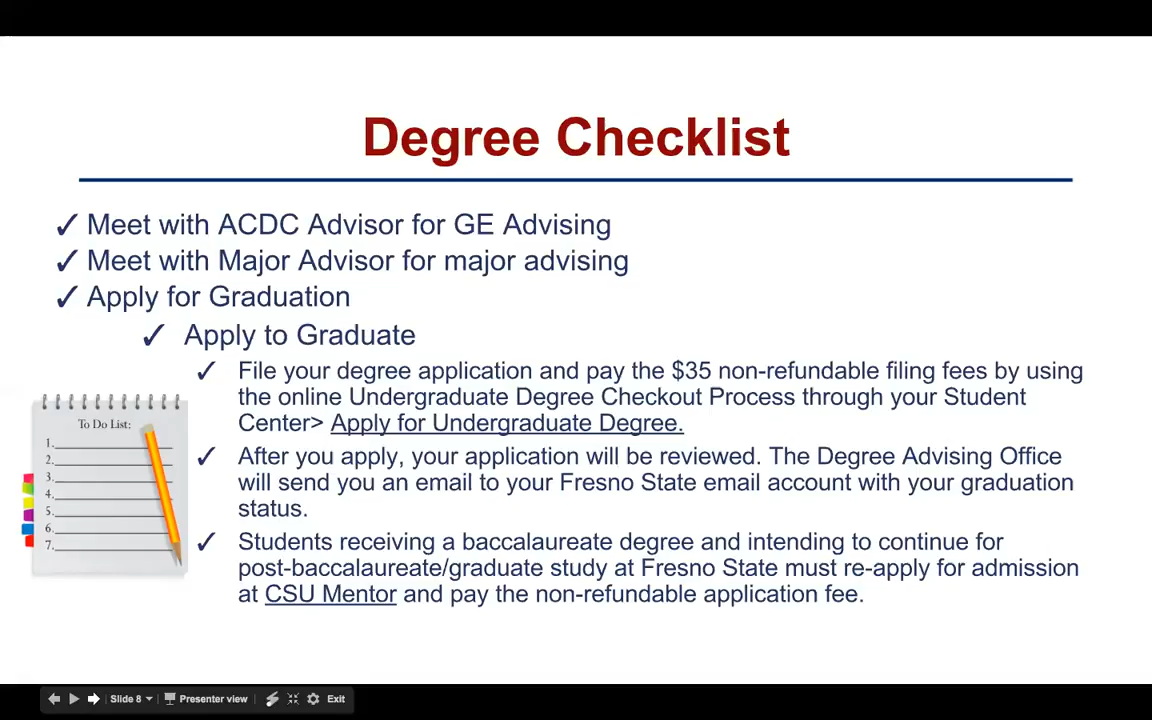 Degree Checklist
✓ Meet with ACDC Advisor for GE Advising
✓ Meet with Major Advisor for major advising
✓ Apply for Graduation
✓ Apply to Graduate
✓ File your degree application and pay the $35 non-refundable filing fees by using
the online Undergraduate Degree Checkout Process through your Student
Center> Apply for Undergraduate Degree.
✓ After you apply, your application will be reviewed. The Degree Advising Office
will send you an email to your Fresno State email account with your graduation
status.
✓ Students receiving a baccalaureate degree and intending to continue for
post-baccalaureate/graduate study at Fresno State must re-apply for admission
at CSU Mentor and pay the non-refundable application fee.
To Do List:
1.
2.
3.
4.
5.
6.
7.
Slide 8 Presenter view Exit